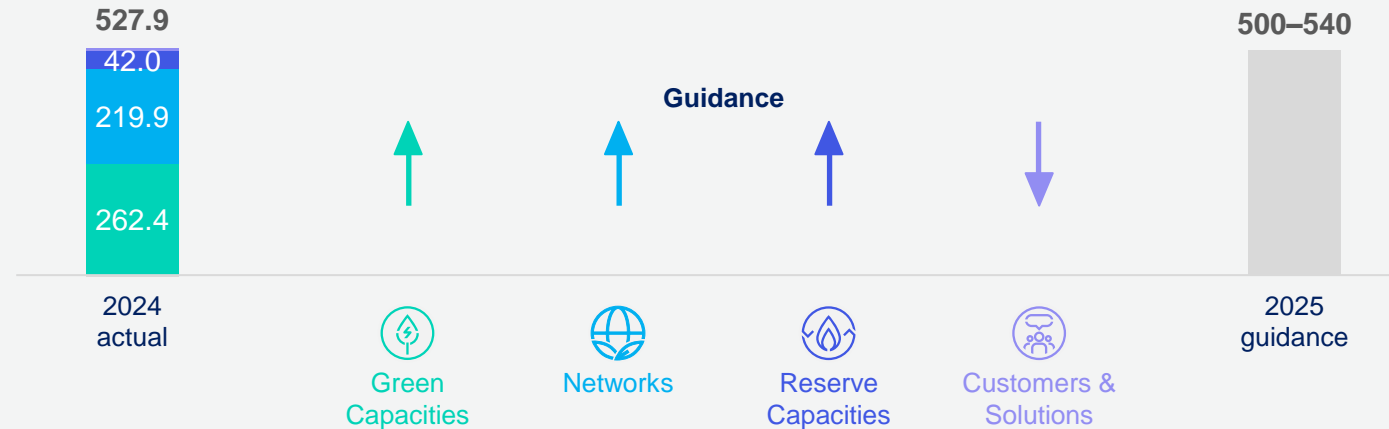 527.9
42.0
219.9
262.4
2024
actual
Guidance
Green
Capacities
Networks
Reserve
Capacities
Customers &
Solutions
500–540
2025
guidance